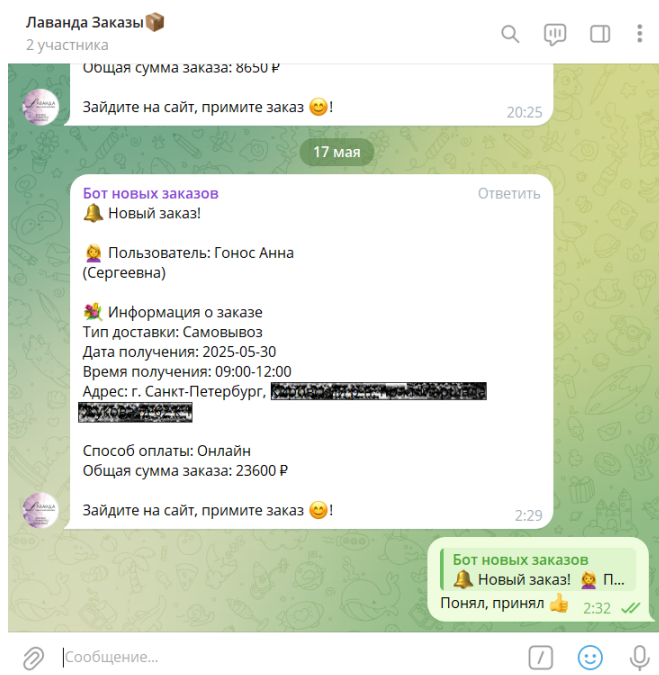 Лаванда Заказы📦
2 участника
Общая сумма заказа: 8650 ₽
Зайдите на сайт, примите заказ 😊!
20:25
17 мая
Бот новых заказов
Ответить
🔔 Новый заказ!
🙍‍♀️ Пользователь: Гонос Анна
(Сергеевна)
💐 Информация о заказе
Тип доставки: Самовывоз
Дата получения: 2025-05-30
Время получения: 09:00-12:00
Адрес: г. Санкт-Петербург,
Способ оплаты: Онлайн
Общая сумма заказа: 23600 ₽
Зайдите на сайт, примите заказ 😊!
2:29
Бот новых заказов
🔔 Новый заказ! 🙍‍♀️ П...
Понял, принял 👍
2:32
Сообщение...